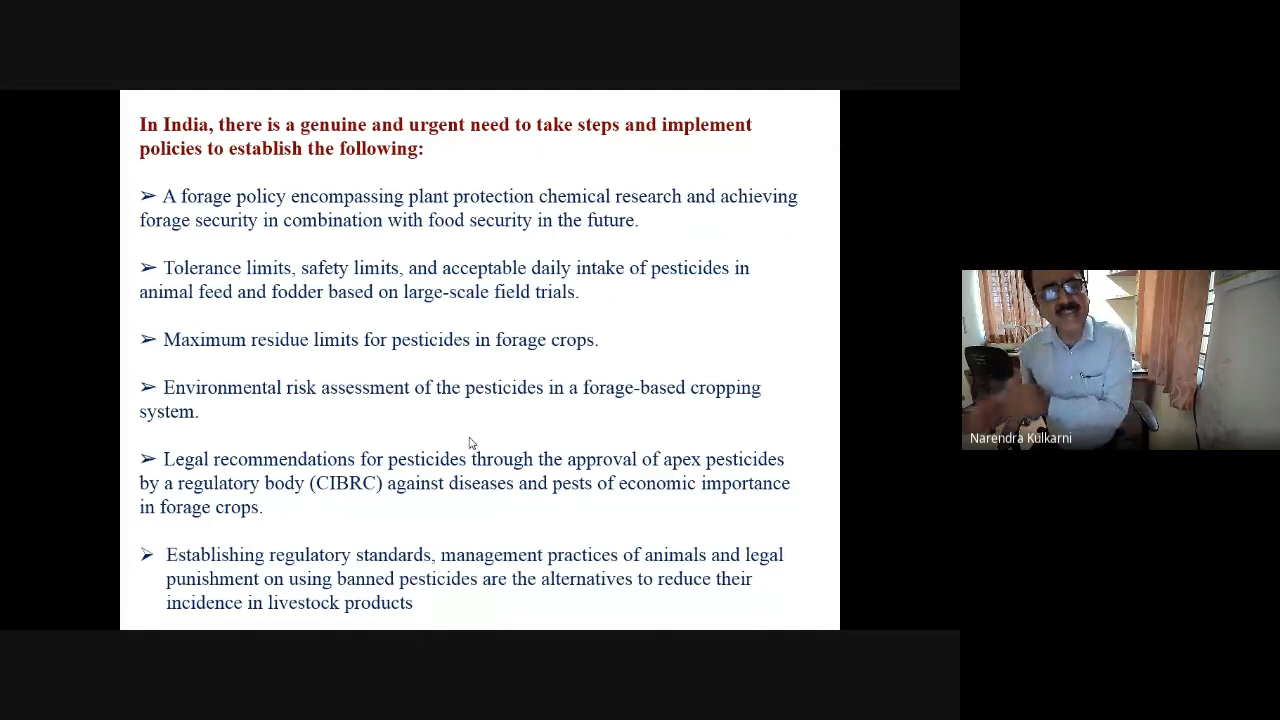 In India, there is a genuine and urgent need to take steps and implement
policies to establish the following:
➢ A forage policy encompassing plant protection chemical research and achieving
forage security in combination with food security in the future.
➢ Tolerance limits, safety limits, and acceptable daily intake of pesticides in
animal feed and fodder based on large-scale field trials.
➢ Maximum residue limits for pesticides in forage crops.
➢ Environmental risk assessment of the pesticides in a forage-based cropping
system.
➢ Legal recommendations for pesticides through the approval of apex pesticides
by a regulatory body (CIBRC) against diseases and pests of economic importance
in forage crops.
➢ Establishing regulatory standards, management practices of animals and legal
punishment on using banned pesticides are the alternatives to reduce their
incidence in livestock products
Narendra Kulkarni